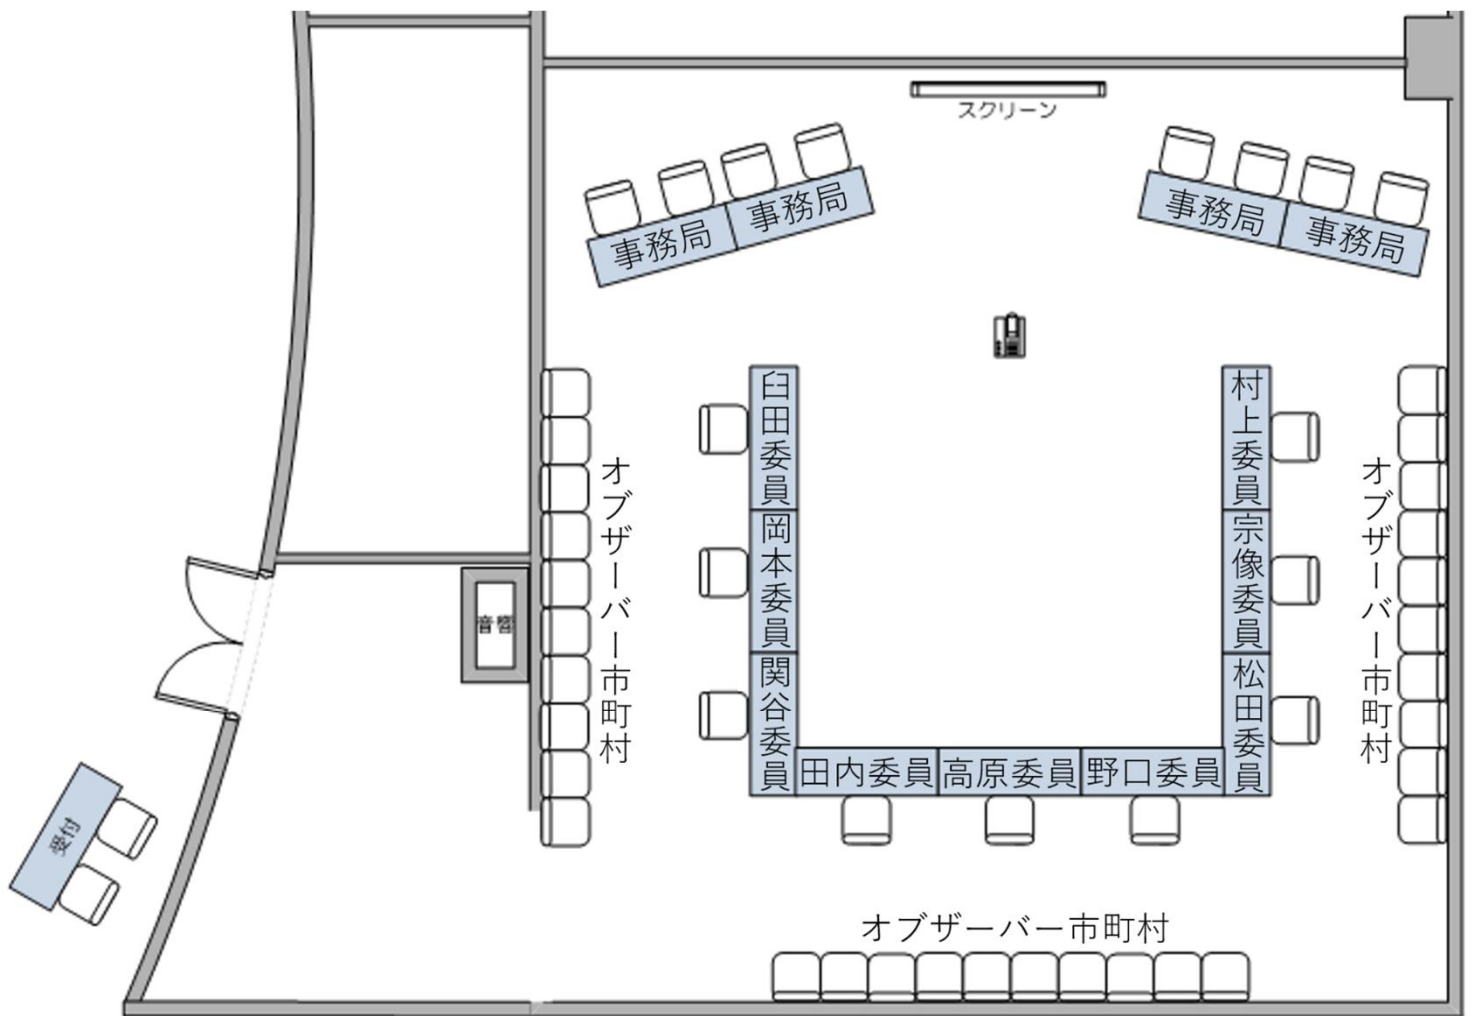 スクリーン
事務局
事務局
事務局
事務局
臼田委員
岡本委員
関谷委員
田内委員
高原委員
野口委員
村上委員
宗像委員
松田委員
オブザーバー市町村
オブザーバー市町村
音響
受付
オブザーバー市町村